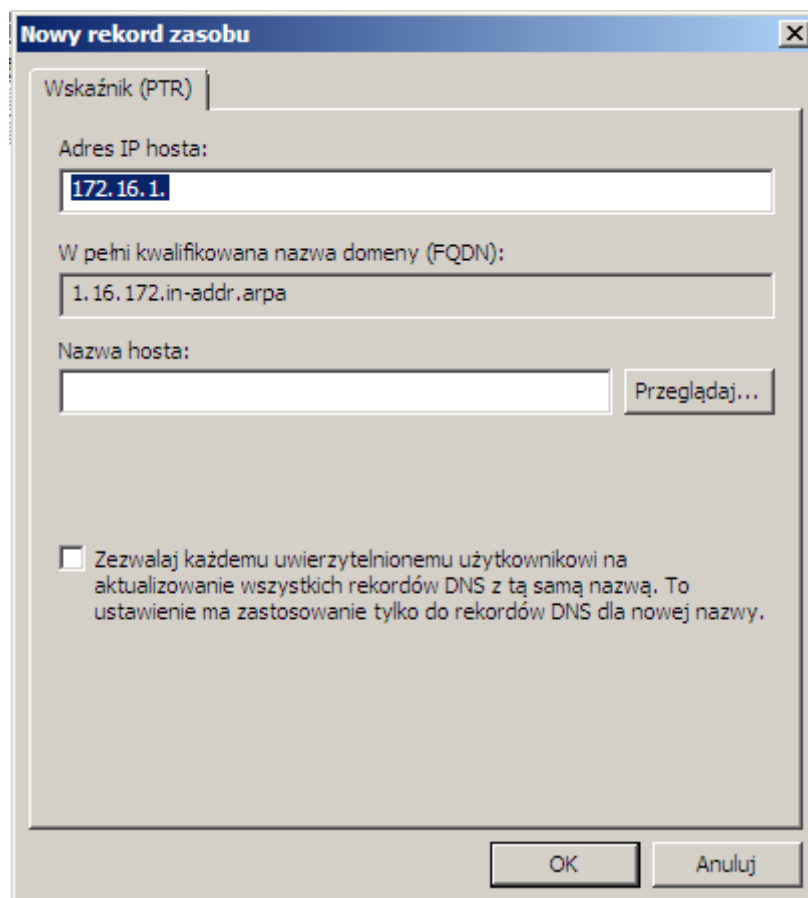 Nowy rekord zasobu
Wskaźnik (PTR)
Adres IP hosta:
172.16.1.
W pełni kwalifikowana nazwa domeny (FQDN):
1.16.172.in-addr.arpa
Nazwa hosta:
Przeglądaj...
Zezwalaj każdemu uwierzytelnionemu użytkownikowi na
aktualizowanie wszystkich rekordów DNS z tą samą nazwą. To
ustawienie ma zastosowanie tylko do rekordów DNS dla nowej nazwy.
OK Anuluj